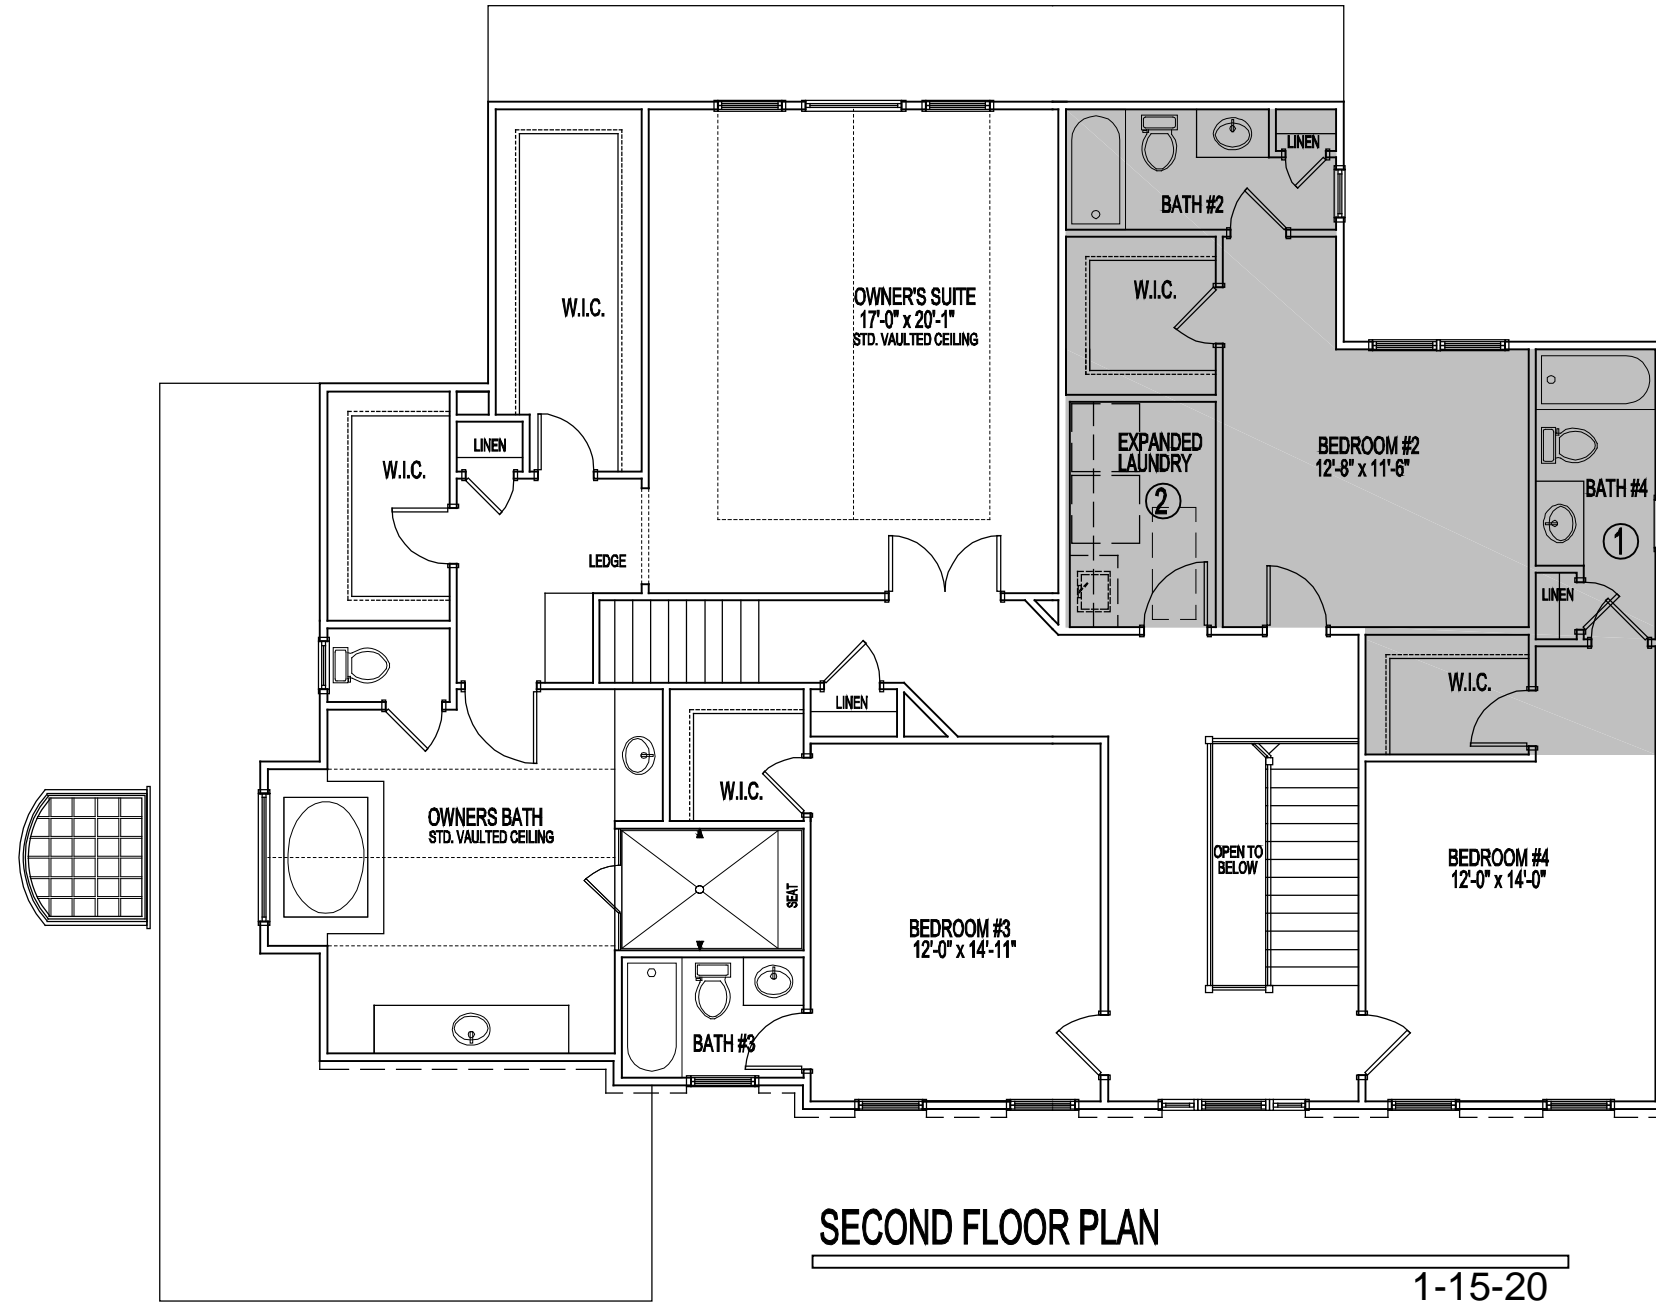 LINEN
BATH #2
W.I.C.
W.I.C.
OWNER'S SUITE
17'-0" x 20'-1"
STD. VAULTED CEILING
LINEN
W.I.C.
EXPANDED
LAUNDRY
2
BEDROOM #2
12'-8" x 11'-6"
BATH #4
1
LEDGE
LINEN
W.I.C.
LINEN
W.I.C.
OWNERS BATH
STD. VAULTED CEILING
SEAT
OPEN TO
BELOW
BEDROOM #4
12'-0" x 14'-0"
BEDROOM #3
12'-0" x 14'-11"
BATH #3
SECOND FLOOR PLAN
1-15-20